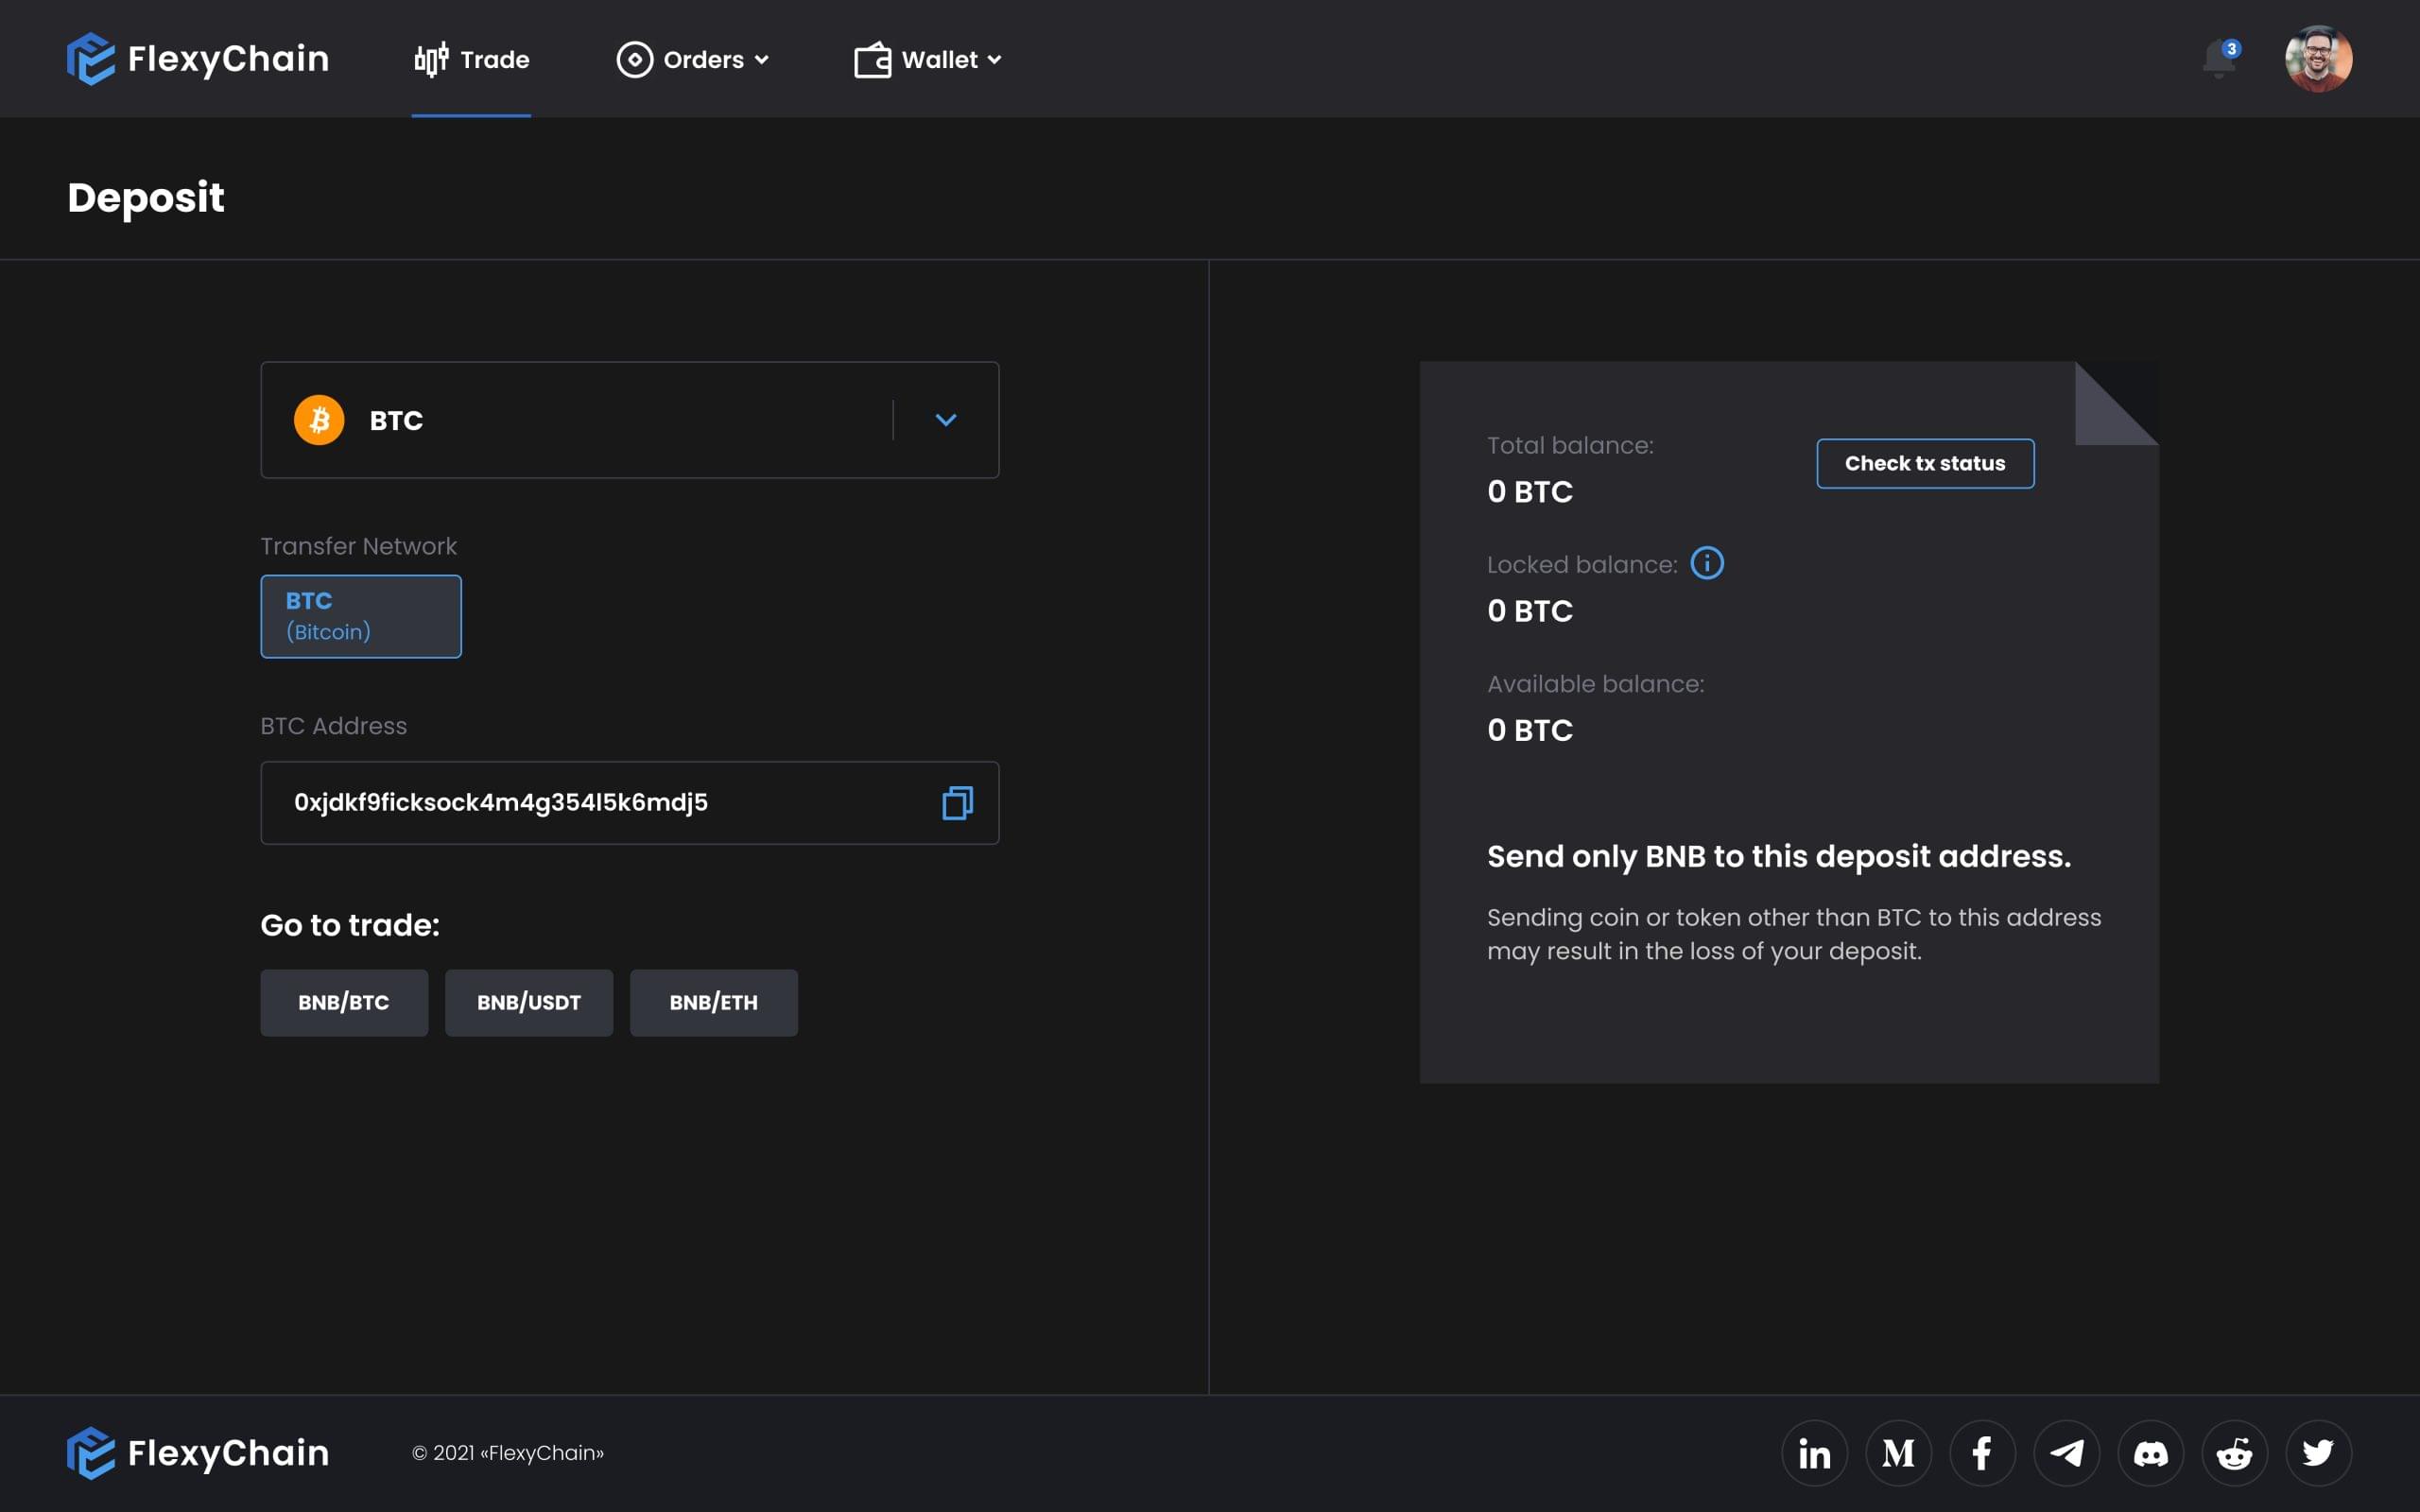 FlexyChain
Trade
Orders
Wallet
3
Deposit
BTC
Transfer Network
BTC
(Bitcoin)
BTC Address
0xjdkf9ficksock4m4g354l5k6mdj5
Go to trade:
BNB/BTC
BNB/USDT
BNB/ETH
Total balance:
0 BTC
Check tx status
Locked balance:
0 BTC
Available balance:
0 BTC
Send only BNB to this deposit address.
Sending coin or token other than BTC to this address
may result in the loss of your deposit.
FlexyChain
© 2021 «FlexyChain»